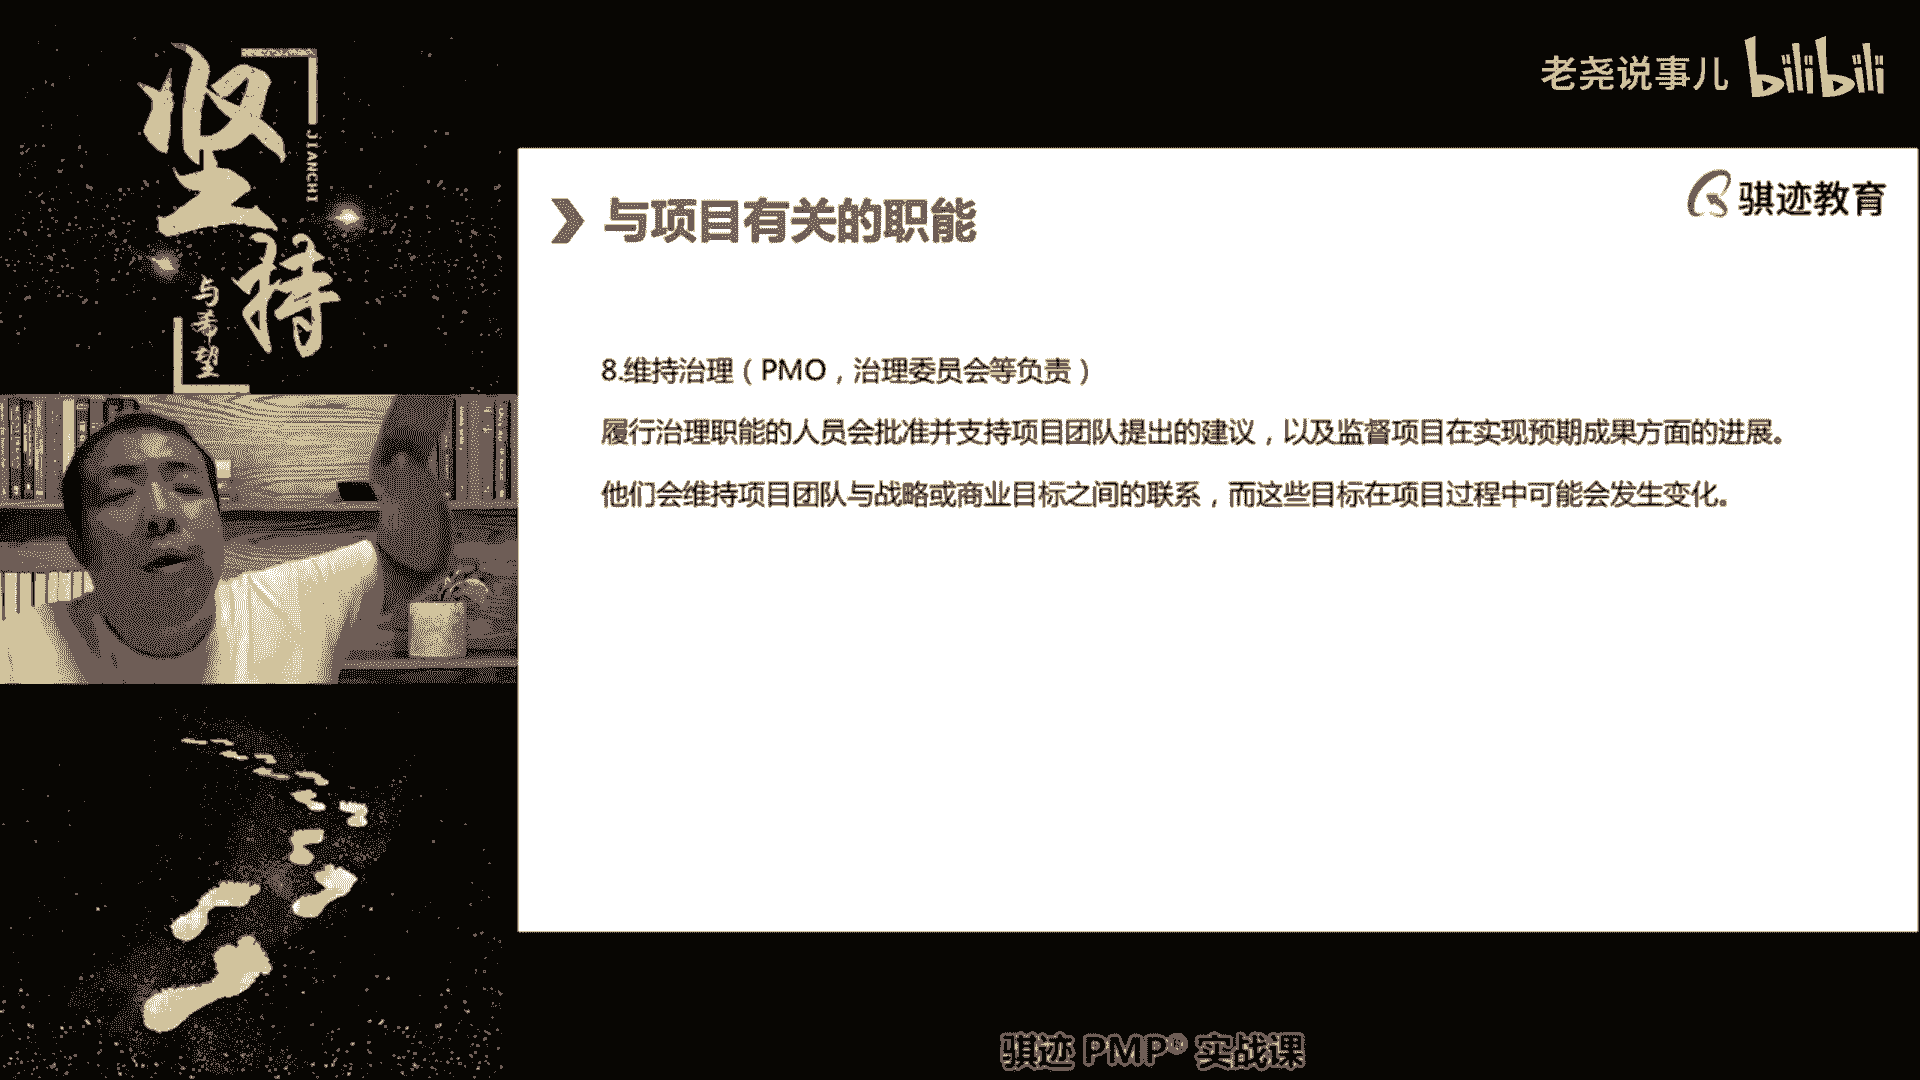 坚持
JIANCHI
与希望
老尧说事儿 bilibili
骐迹教育
与项目有关的职能
8.维持治理（PMO，治理委员会等负责）
履行治理职能的人员会批准并支持项目团队提出的建议，以及监督项目在实现预期成果方面的进展。
他们会维持项目团队与战略或商业目标之间的联系，而这些目标在项目过程中可能会发生变化。
骐迹 PMP® 实战课